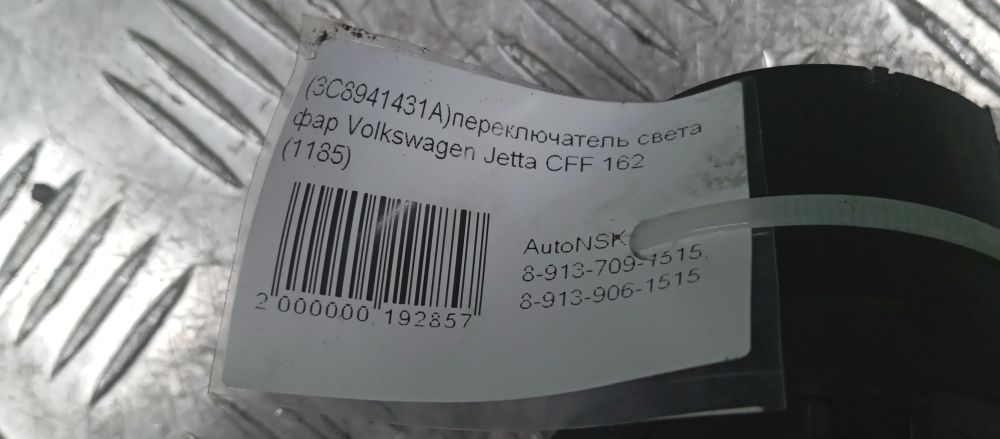 (3C8941431A)переключатель света
фар Volkswagen Jetta CFF 162
(1185)
AutoNSK
8-913-709-1515,
8-913-906-1515
2 000000 192857